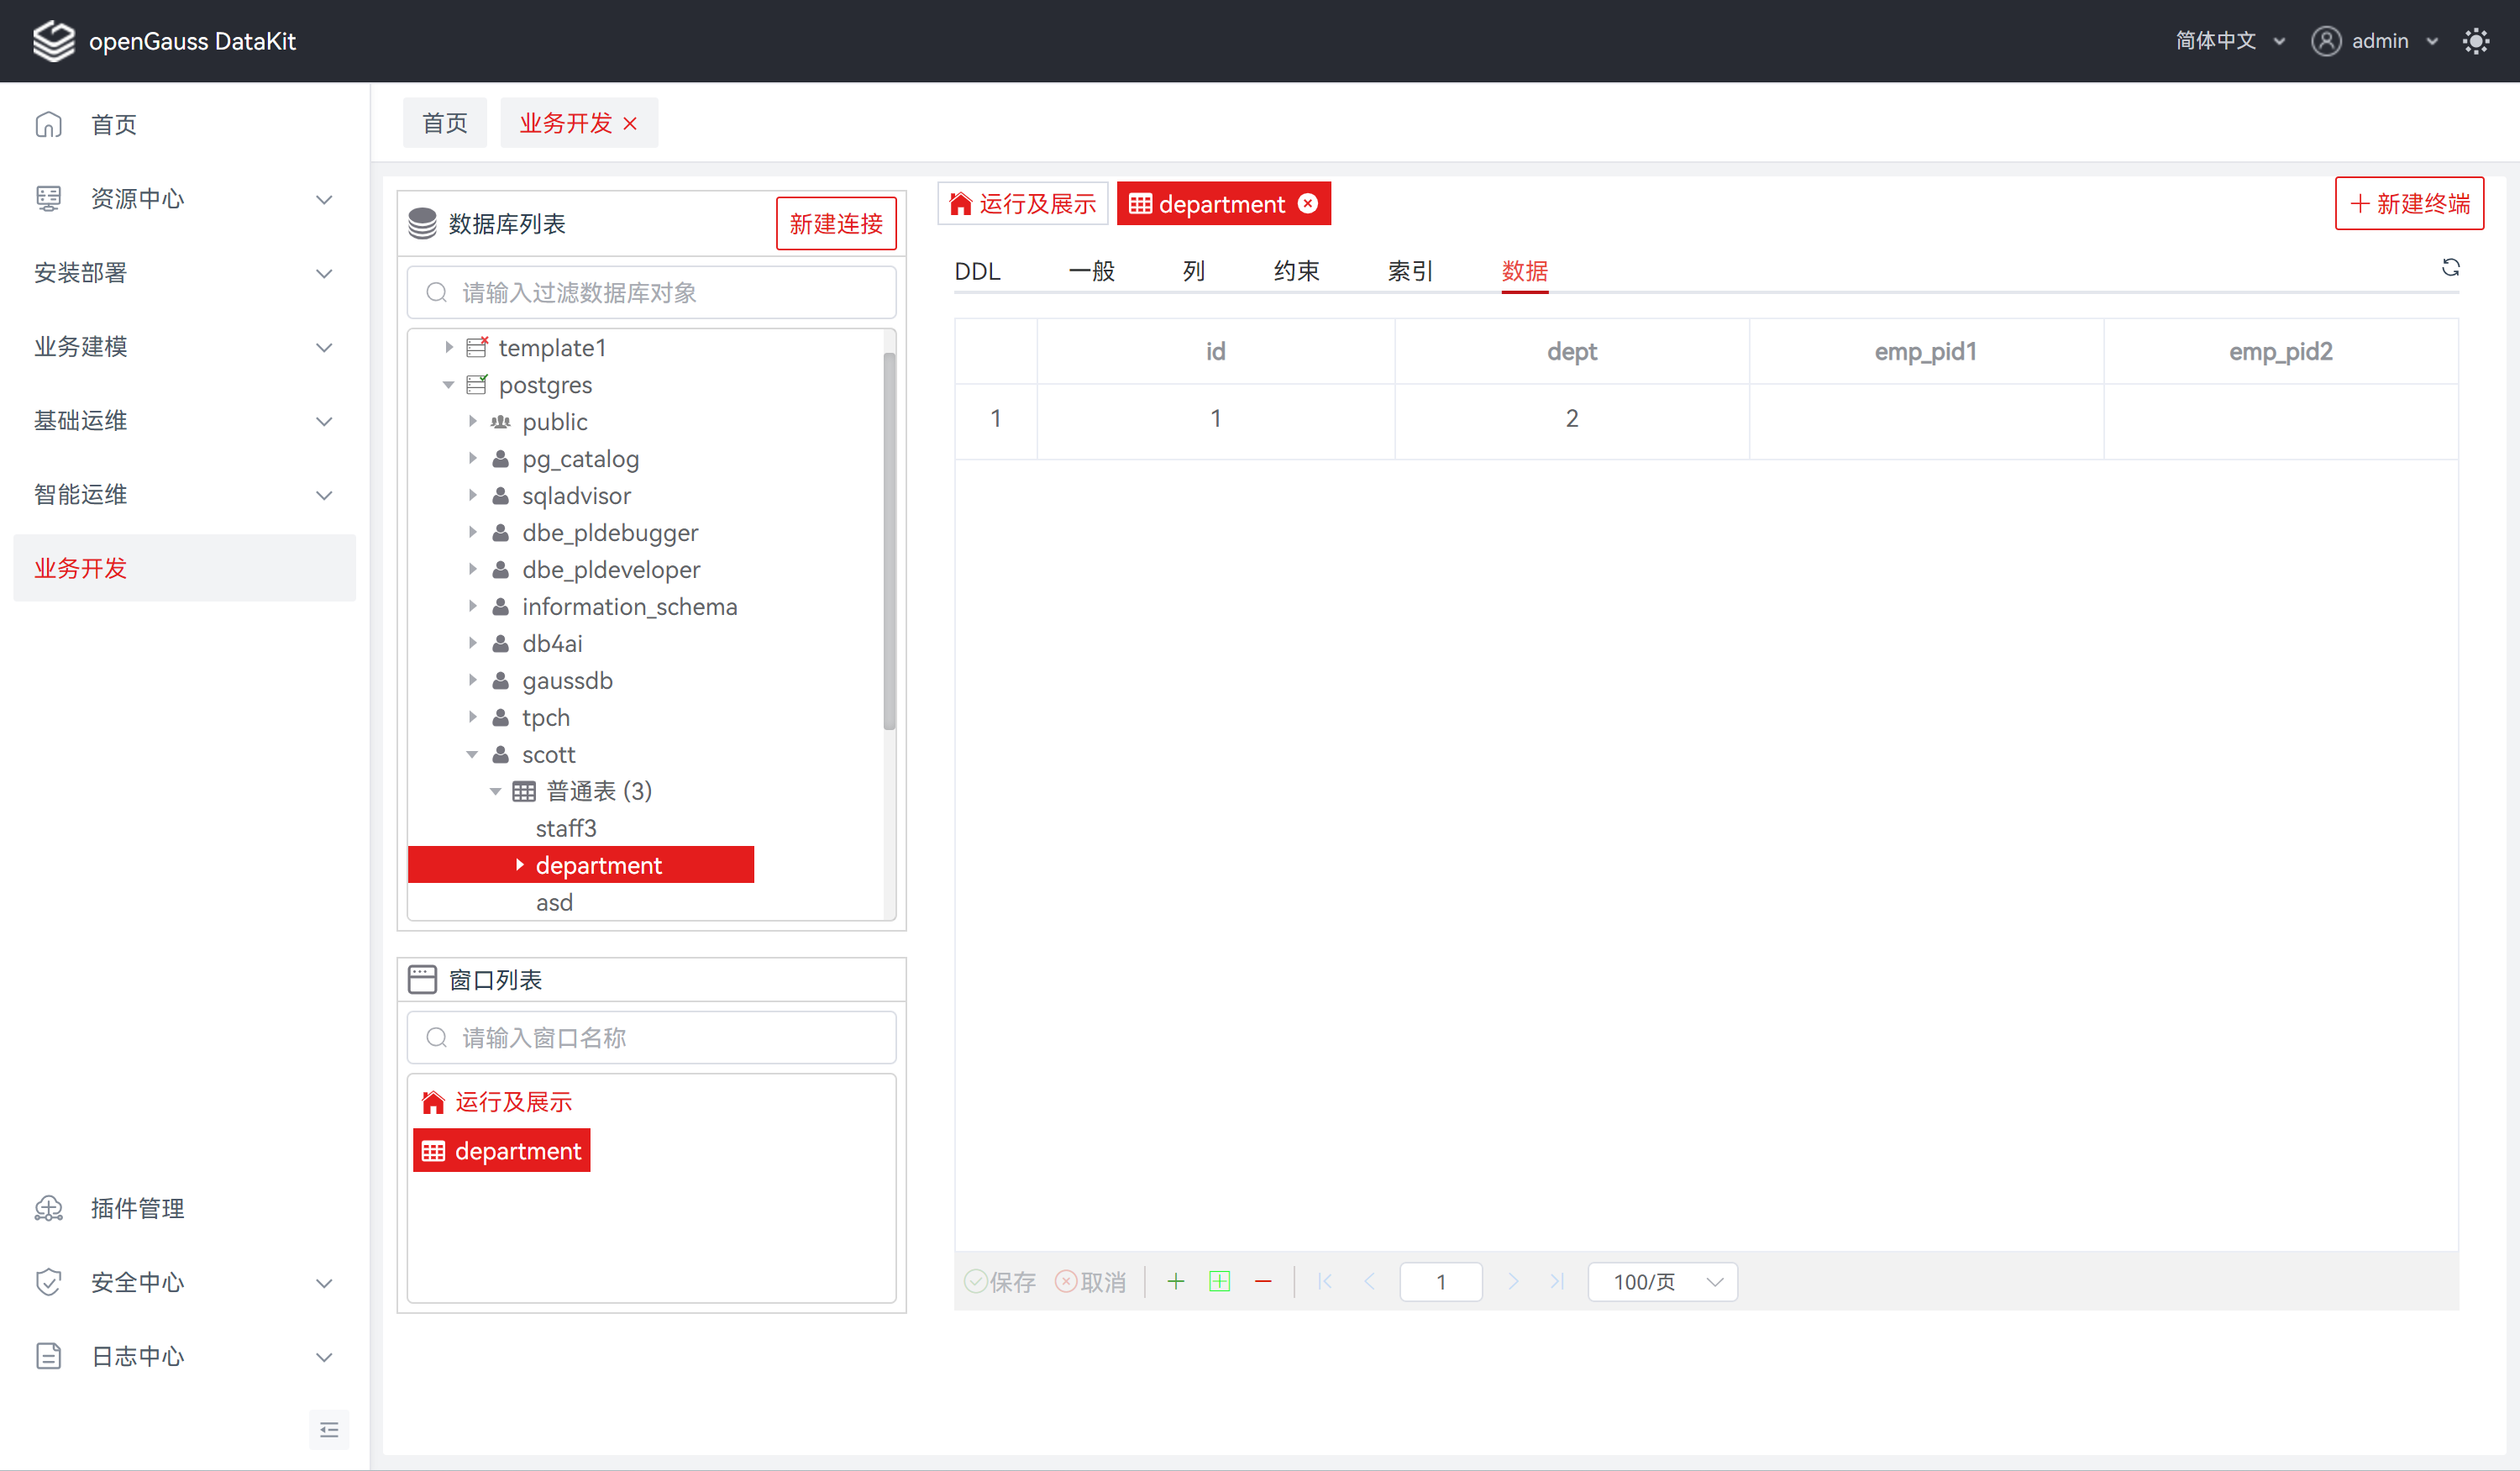 openGauss DataKit
简体中文
admin
首页
资源中心
安装部署
业务建模
基础运维
智能运维
业务开发
插件管理
安全中心
日志中心
首页
业务开发
数据库列表
新建连接
请输入过滤数据库对象
template1
postgres
public
pg_catalog
sqladvisor
dbe_pldebugger
dbe_pldeveloper
information_schema
db4ai
gaussdb
tpch
scott
普通表 (3)
staff3
department
asd
窗口列表
请输入窗口名称
运行及展示
department
运行及展示
department
新建终端
DDL 一般 列 约束 索引 数据
id dept emp_pid1 emp_pid2
1 1 2
保存 取消 1 100/页